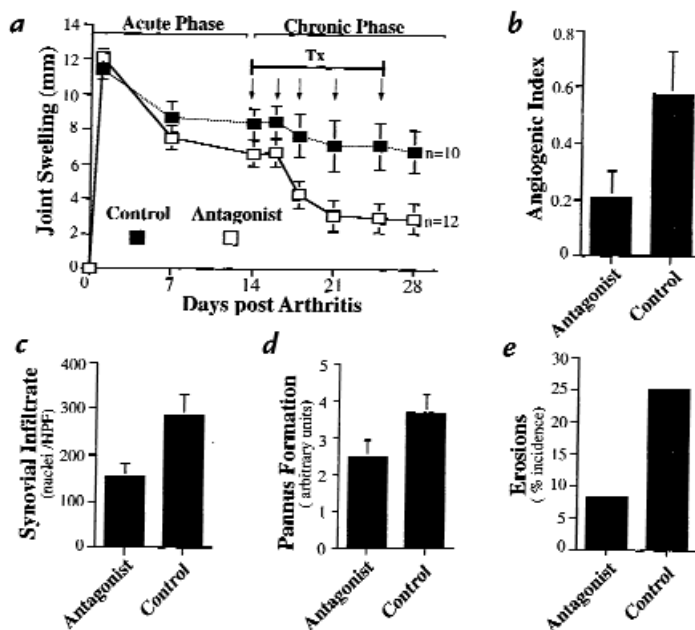 a
Acute Phase Chronic Phase
Tx
Joint Swelling (mm)
14
12
10
8
6
4
2
0
n=10
n=12
Control Antagonist
0 7 14 21 28
Days post Arthritis
b
Angiogenic Index
0.8
0.6
0.4
0.2
0
Antagonist
Control
c
Synovial Infiltrate
(nuclei /HPF)
400
300
200
100
0
Antagonist
Control
d
Pannus Formation
( arbitrary units)
5
4
3
2
1
0
Antagonist
Control
e
Erosions
( % incidence)
30
25
20
15
10
5
0
Antagonist
Control